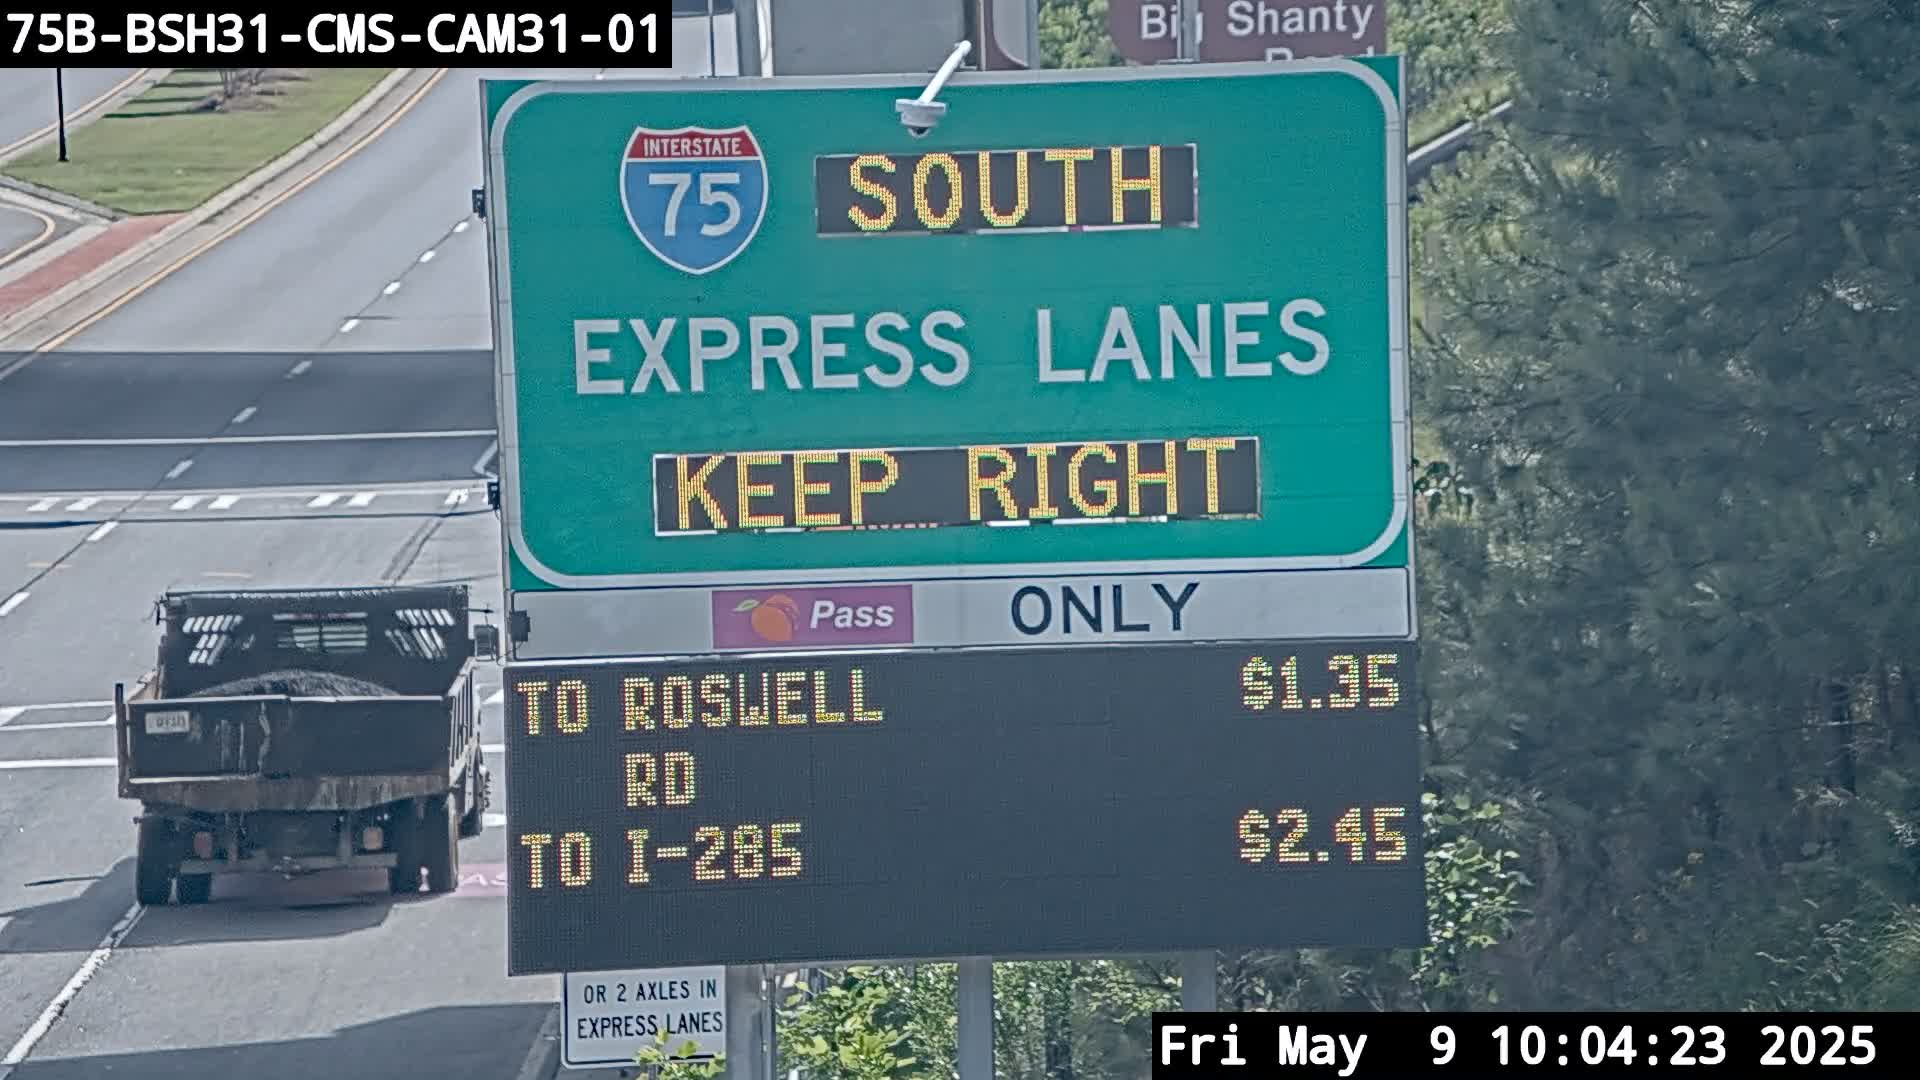 75B-BSH31-CMS-CAM31-01
Big Shanty
Road
INTERSTATE
75
SOUTH
EXPRESS LANES
KEEP RIGHT
Pass
ONLY
TO ROSWELL $1.35
RD
TO I-285 $2.45
OR 2 AXLES IN
EXPRESS LANES
Fri May 9 10:04:23 2025